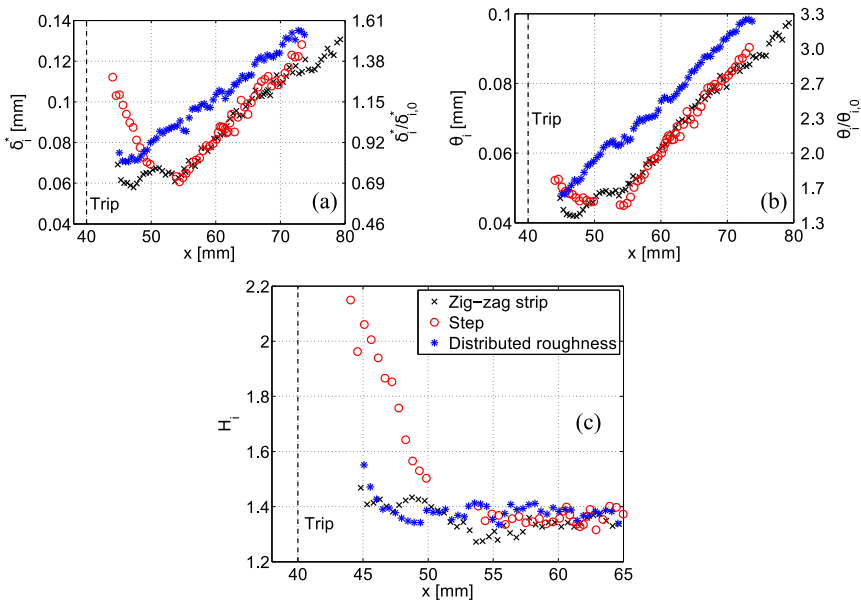 0.14
0.12
0.1
0.08
0.06
0.04
δ*i [mm]
1.61
1.38
1.15
0.92
0.69
0.46
δ*i/δ*i,0
Trip
(a)
40 50 60 70 80
x [mm]
0.1
0.08
0.06
0.04
θi [mm]
3.3
3.0
2.7
2.3
2.0
1.7
1.3
θi/θi,0
Trip
(b)
40 50 60 70 80
x [mm]
2.2
2
1.8
1.6
1.4
1.2
Hi
Zig-zag strip
Step
Distributed roughness
(c)
Trip
40 45 50 55 60 65
x [mm]